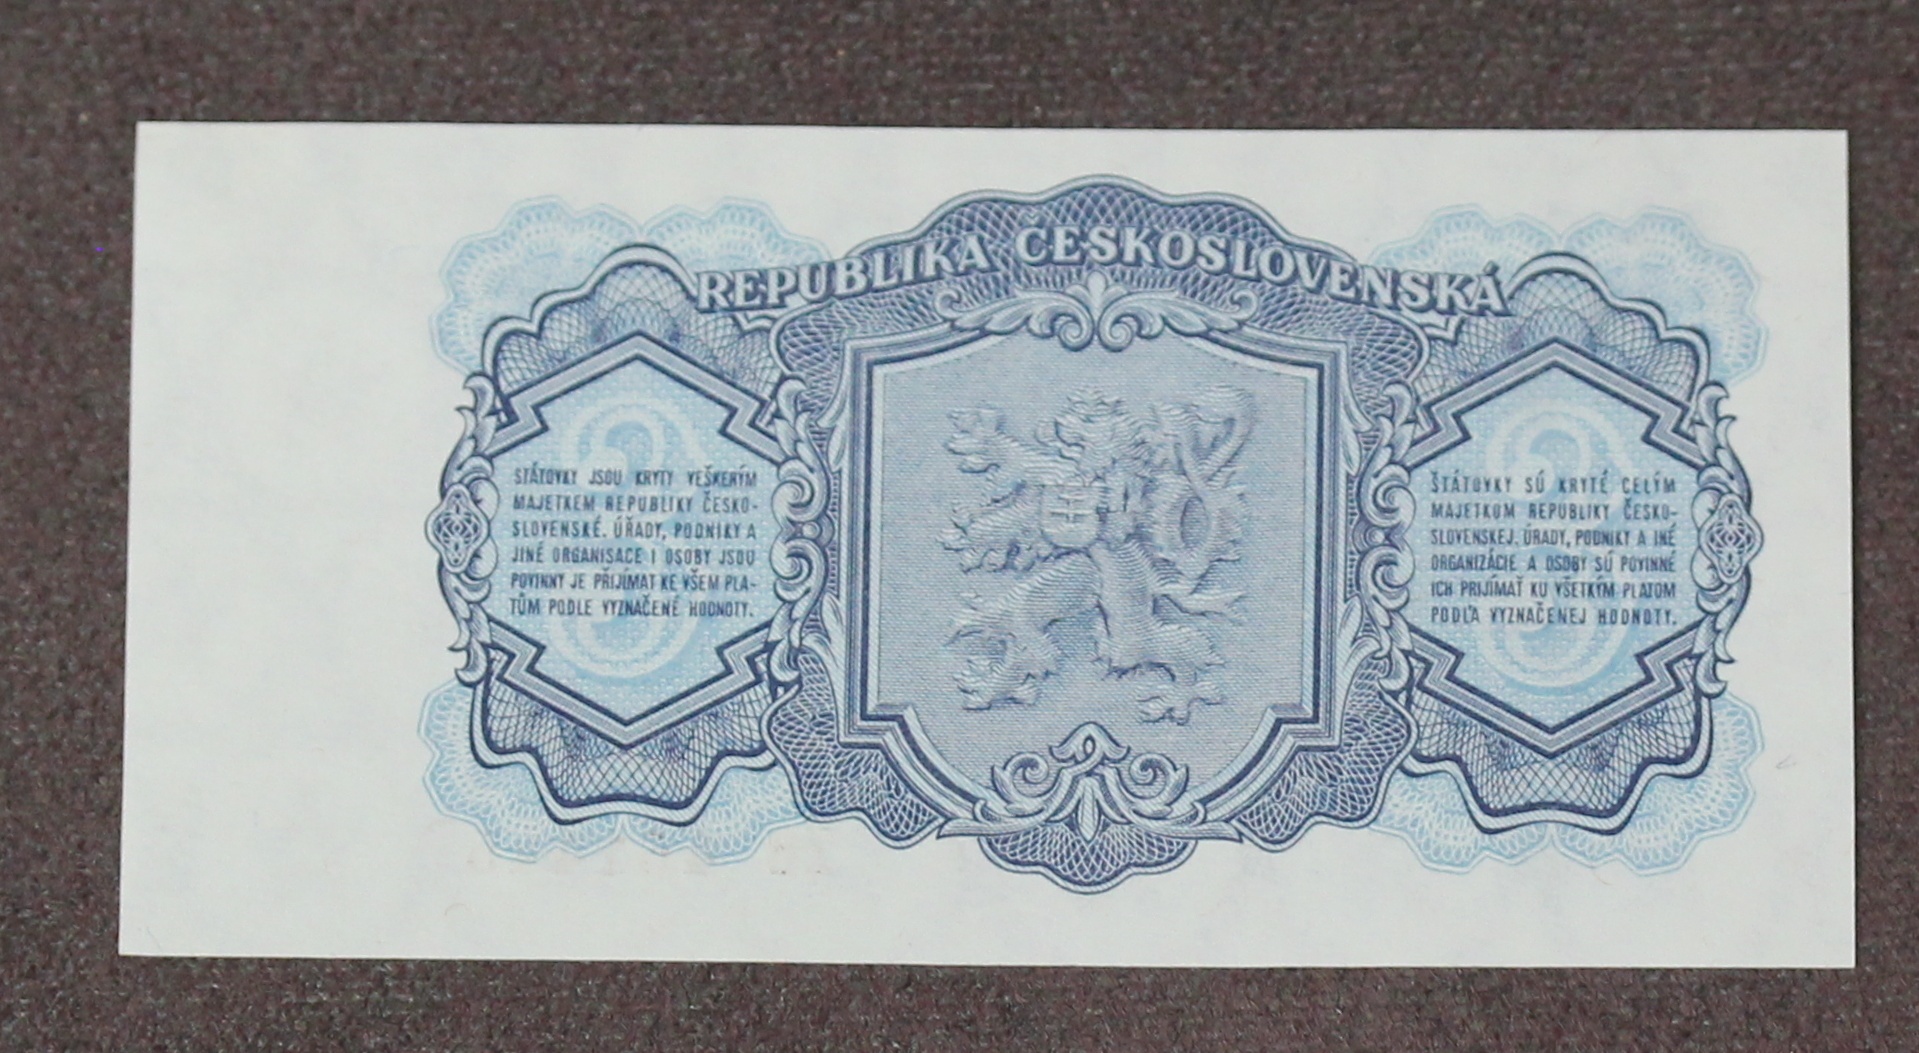 REPUBLIKA ČESKOSLOVENSKÁ
3
STÁTOVKY JSOU KRYTY VEŠKERÝM
MAJETKEM REPUBLIKY ČESKO-
SLOVENSKÉ. ÚŘADY, PODNIKY A
JINÉ ORGANISACE I OSOBY JSOU
POVINNY JE PŘIJÍMAT KE VŠEM PLA-
TŮM PODLE VYZNAČENÉ HODNOTY.
3
ŠTÁTOVKY SÚ KRYTÉ CELÝM
MAJETKOM REPUBLIKY ČESKO-
SLOVENSKEJ. ÚRADY, PODNIKY A INÉ
ORGANIZÁCIE A OSOBY SÚ POVINNÉ
ICH PRIJÍMAŤ KU VŠETKÝM PLATOM
PODĽA VYZNAČENEJ HODNOTY.